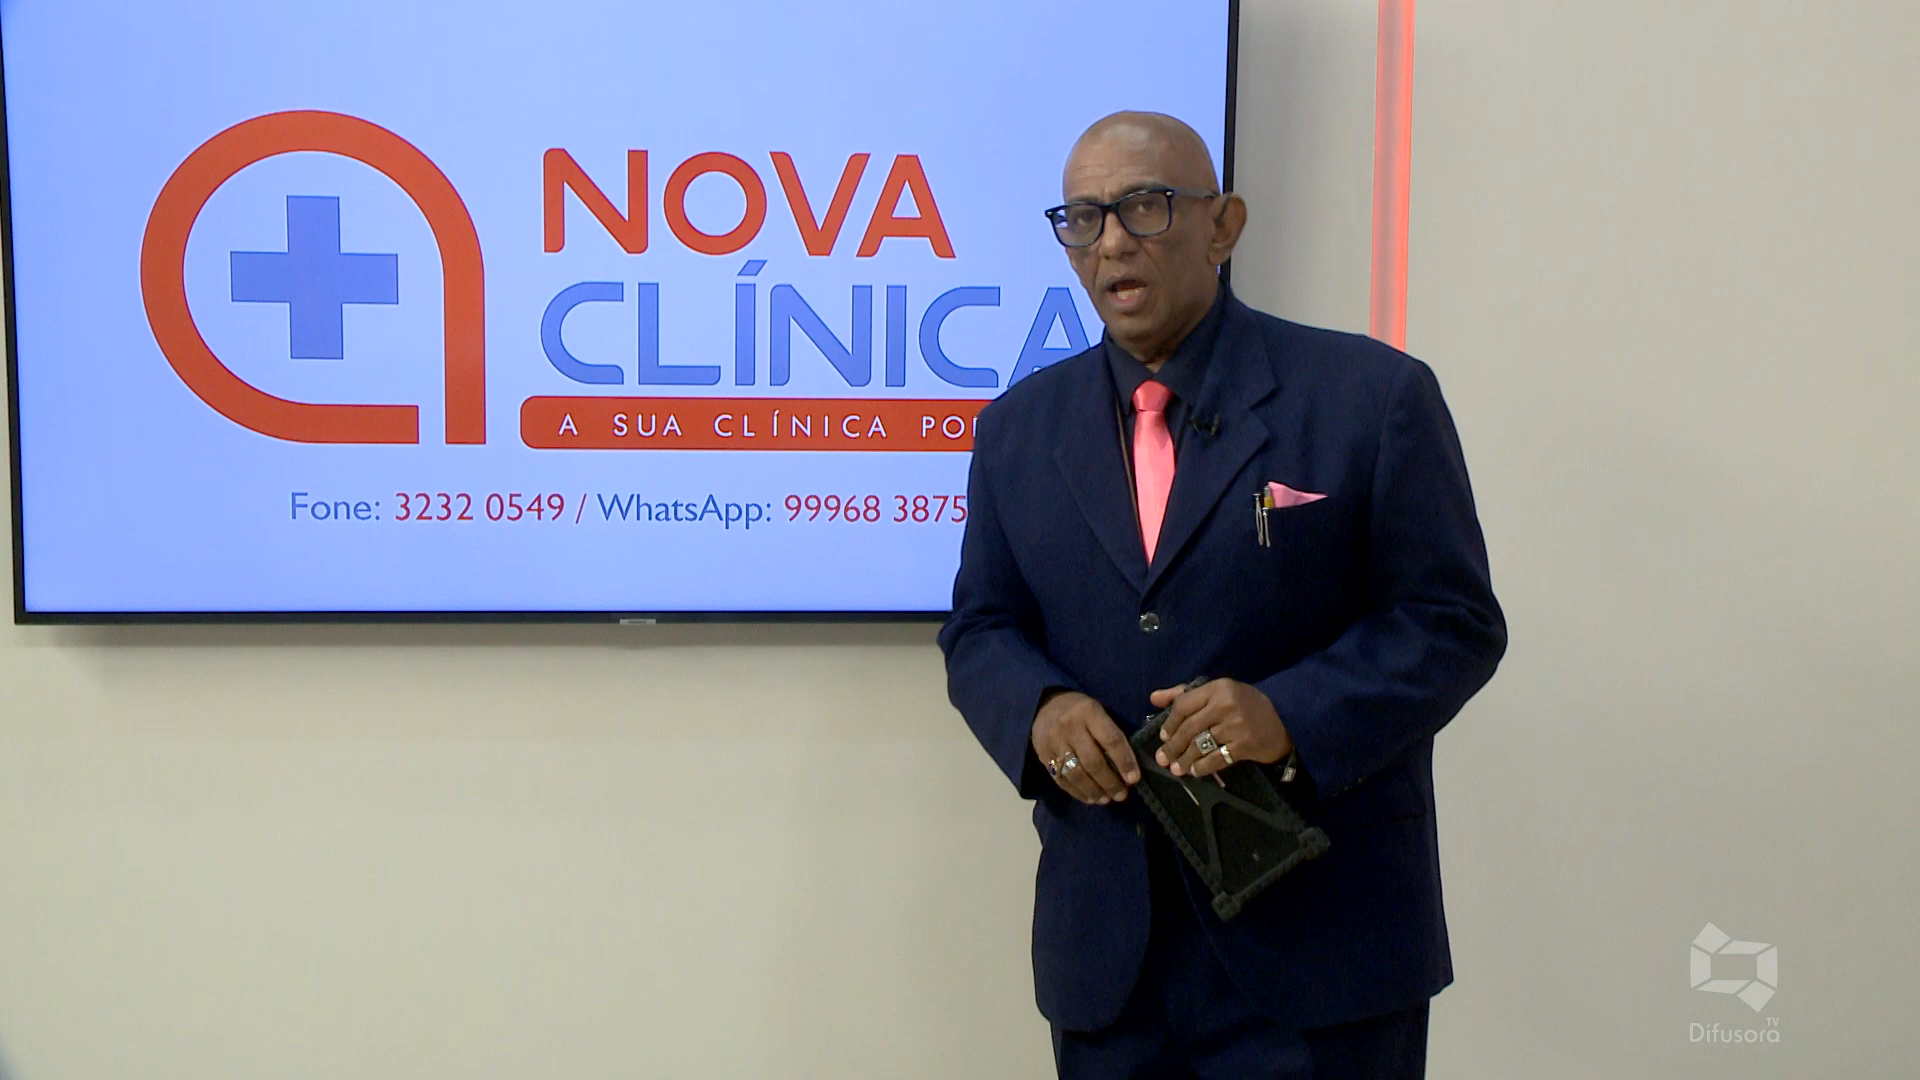 NOVA
CLÍNICA
A SUA CLÍNICA
Fone: 3232 0549 / WhatsApp: 99968 3875
TV
Difusora